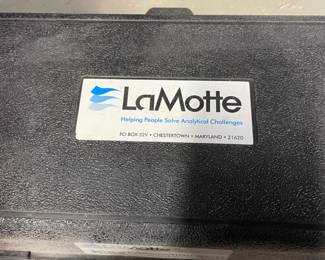 LaMotte
Helping People Solve Analytical Challenges
PO BOX 329 • CHESTERTOWN • MARYLAND • 21620